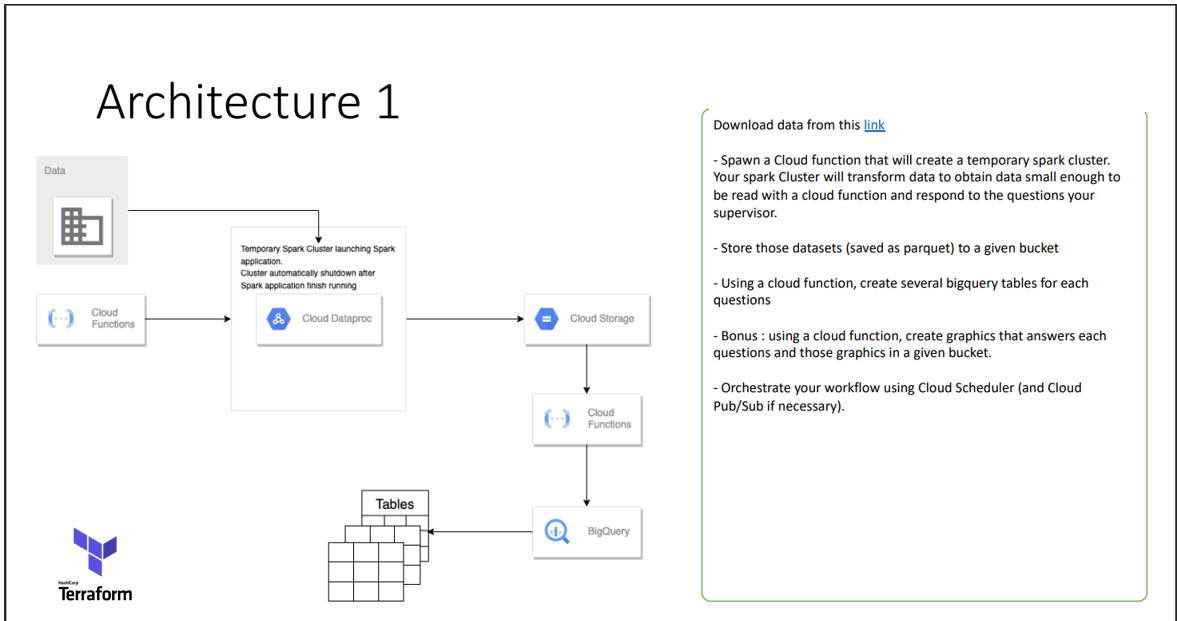 Architecture 1
Data
Temporary Spark Cluster launching Spark
application.
Cluster automatically shutdown after
Spark application finish running
Cloud
Functions
Cloud Dataproc
Cloud Storage
Cloud
Functions
BigQuery
Tables
HashiCorp
Terraform
Download data from this link
- Spawn a Cloud function that will create a temporary spark cluster.
Your spark Cluster will transform data to obtain data small enough to
be read with a cloud function and respond to the questions your
supervisor.
- Store those datasets (saved as parquet) to a given bucket
- Using a cloud function, create several bigquery tables for each
questions
- Bonus : using a cloud function, create graphics that answers each
questions and those graphics in a given bucket.
- Orchestrate your workflow using Cloud Scheduler (and Cloud
Pub/Sub if necessary).